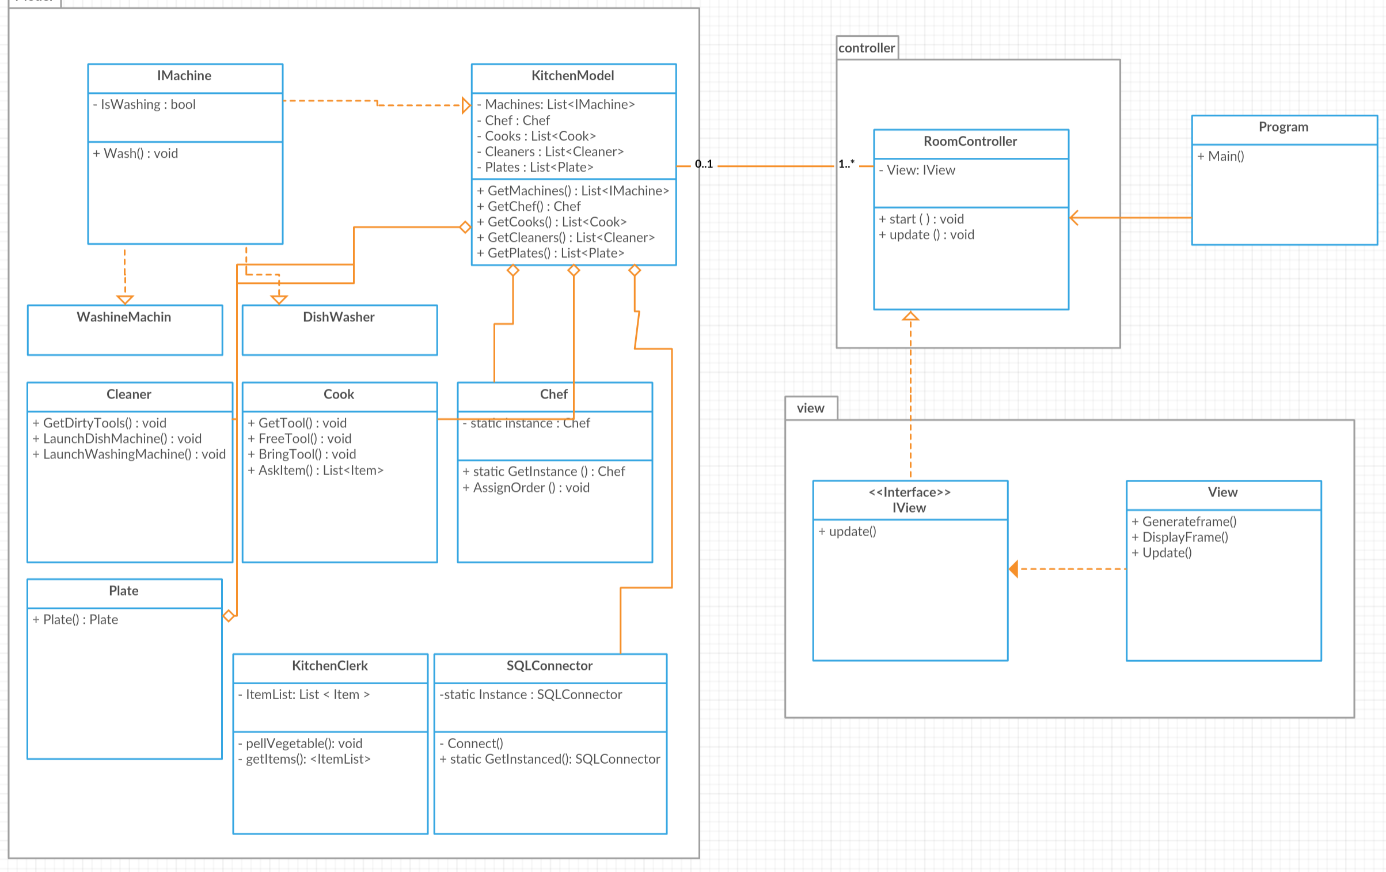 Model
IMachine
- IsWashing : bool
+ Wash() : void
KitchenModel
- Machines: List<IMachine>
- Chef : Chef
- Cooks : List<Cook>
- Cleaners : List<Cleaner>
- Plates : List<Plate>
+ GetMachines() : List<IMachine>
+ GetChef() : Chef
+ GetCooks() : List<Cook>
+ GetCleaners() : List<Cleaner>
+ GetPlates() : List<Plate>
0..1
1..*
controller
RoomController
- View: IView
+ start ( ) : void
+ update () : void
Program
+ Main()
WashineMachin
DishWasher
Cleaner
+ GetDirtyTools() : void
+ LaunchDishMachine() : void
+ LaunchWashingMachine() : void
Cook
+ GetTool() : void
+ FreeTool() : void
+ BringTool() : void
+ AskItem() : List<Item>
Chef
- static instance : Chef
+ static GetInstance () : Chef
+ AssignOrder () : void
view
<<Interface>>
IView
+ update()
View
+ Generateframe()
+ DisplayFrame()
+ Update()
Plate
+ Plate() : Plate
KitchenClerk
- ItemList: List < Item >
- pellVegetable(): void
- getItems(): <ItemList>
SQLConnector
-static Instance : SQLConnector
- Connect()
+ static GetInstanced(): SQLConnector